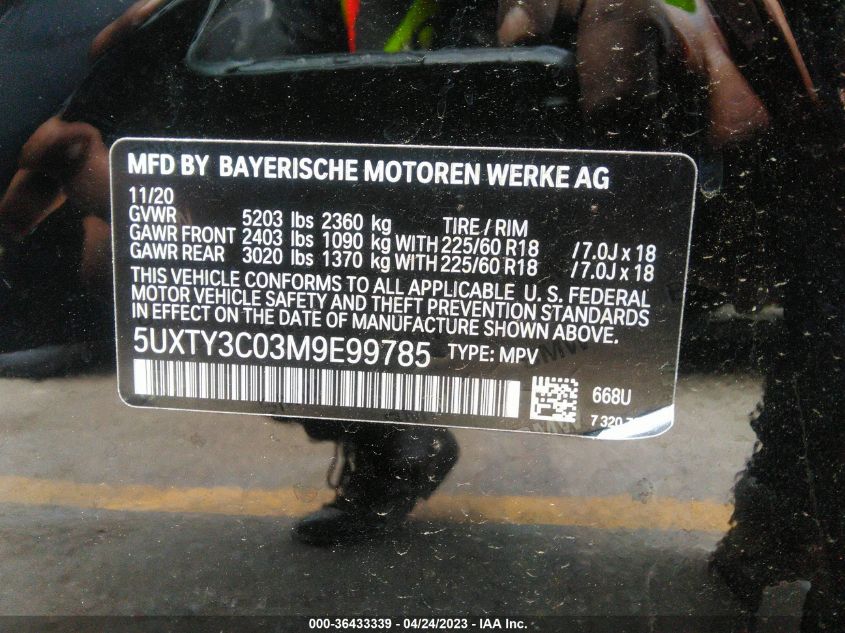 MFD BY BAYERISCHE MOTOREN WERKE AG
11/20
GVWR 5203 lbs 2360 kg TIRE / RIM
GAWR FRONT 2403 lbs 1090 kg WITH 225/60 R18 / 7.0J x 18
GAWR REAR 3020 lbs 1370 kg WITH 225/60 R18 / 7.0J x 18
THIS VEHICLE CONFORMS TO ALL APPLICABLE U. S. FEDERAL
MOTOR VEHICLE SAFETY AND THEFT PREVENTION STANDARDS
IN EFFECT ON THE DATE OF MANUFACTURE SHOWN ABOVE.
5UXTY3C03M9E99785 TYPE: MPV
668U
7 320
000-36433339 / 04/24/2023 - IAA Inc.